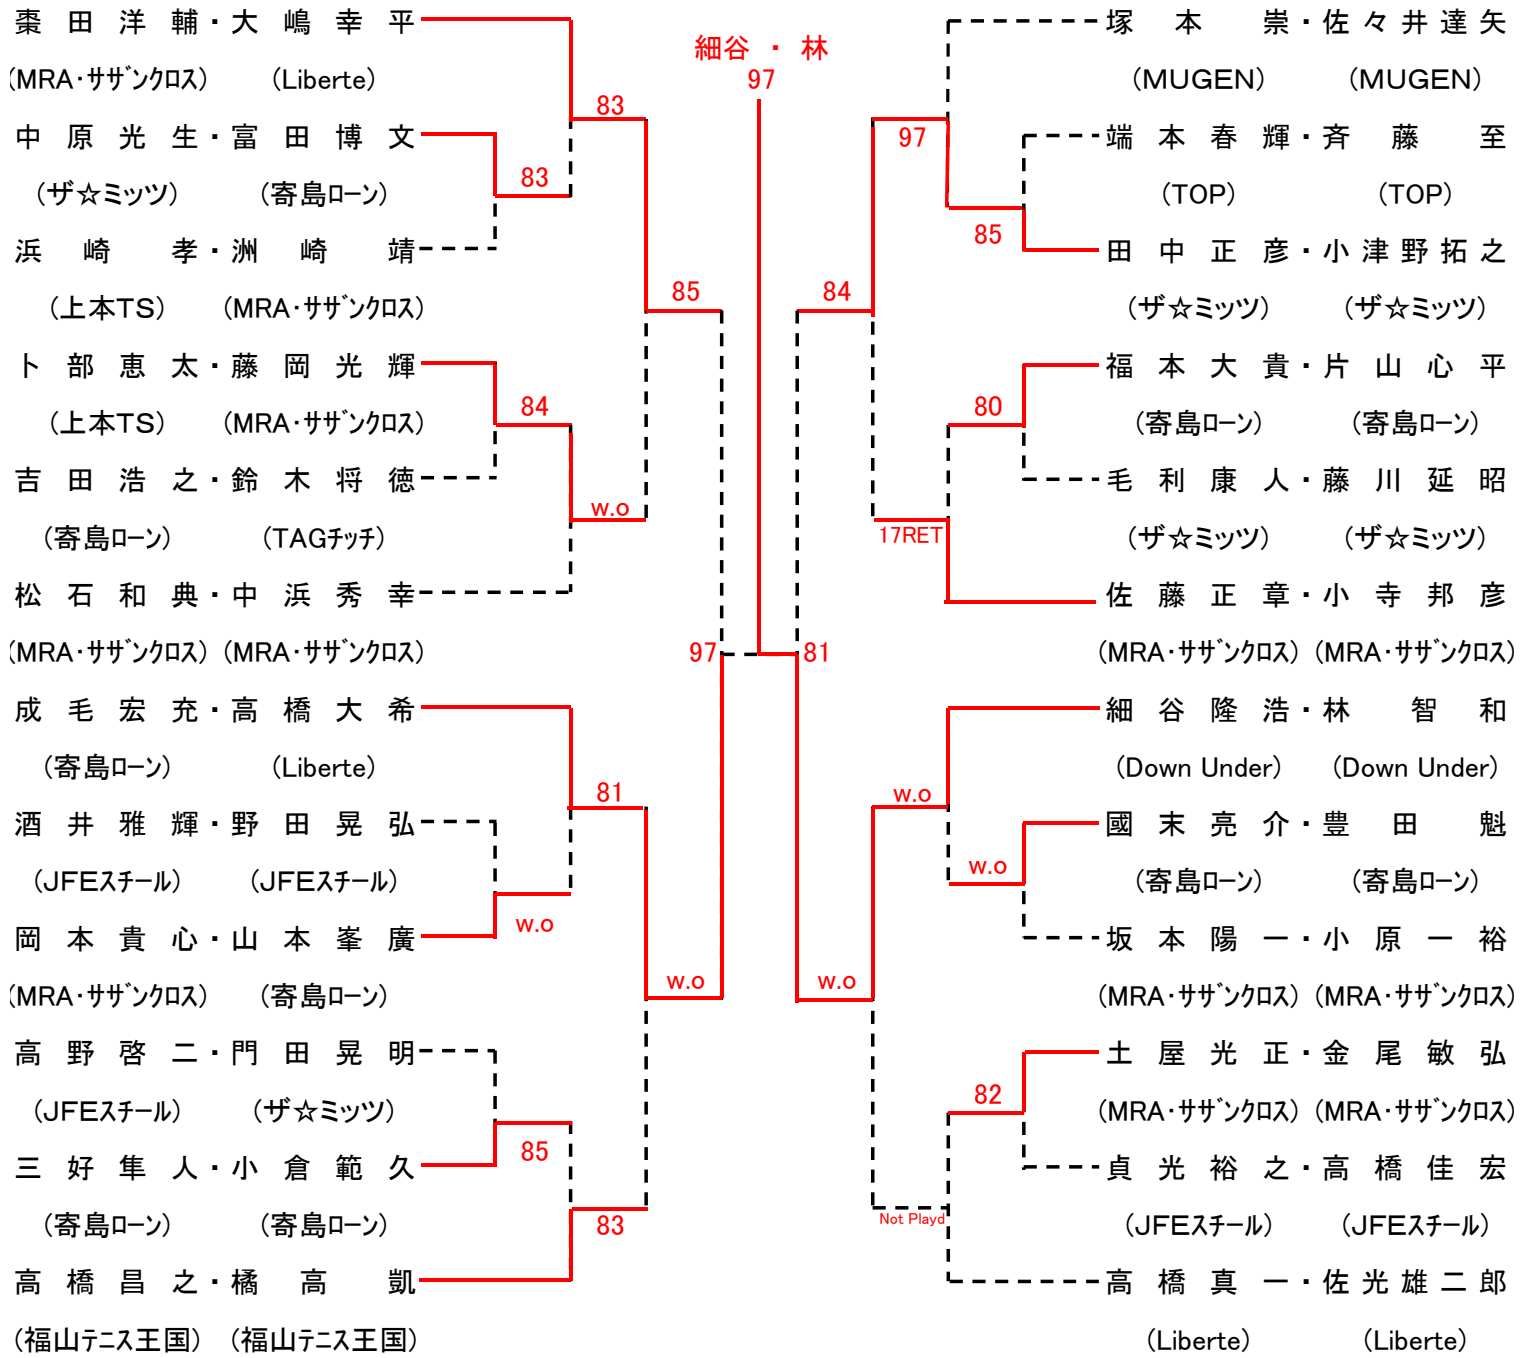 棗田洋輔・大嶋幸平
(MRA・サザンクロス) (Liberte)
中原光生・富田博文
(ザ☆ミッツ) (寄島ローン)
浜崎孝・洲崎靖
(上本TS) (MRA・サザンクロス)
卜部恵太・藤岡光輝
(上本TS) (MRA・サザンクロス)
吉田浩之・鈴木将徳
(寄島ローン) (TAGチッチ)
松石和典・中浜秀幸
(MRA・サザンクロス) (MRA・サザンクロス)
成毛宏充・高橋大希
(寄島ローン) (Liberte)
酒井雅輝・野田晃弘
(JFEスチール) (JFEスチール)
岡本貴心・山本峯廣
(MRA・サザンクロス) (寄島ローン)
高野啓二・門田晃明
(JFEスチール) (ザ☆ミッツ)
三好隼人・小倉範久
(寄島ローン) (寄島ローン)
高橋昌之・橘高凱
(福山テニス王国) (福山テニス王国)
83
83
84
w.o
81
w.o
85
83
85
w.o
97
細谷・林
97
81
84
w.o
97
17RET
w.o
Not Playd
85
80
w.o
82
塚本崇・佐々井達矢
(MUGEN) (MUGEN)
端本春輝・斉藤至
(TOP) (TOP)
田中正彦・小津野拓之
(ザ☆ミッツ) (ザ☆ミッツ)
福本大貴・片山心平
(寄島ローン) (寄島ローン)
毛利康人・藤川延昭
(ザ☆ミッツ) (ザ☆ミッツ)
佐藤正章・小寺邦彦
(MRA・サザンクロス) (MRA・サザンクロス)
細谷隆浩・林智和
(Down Under) (Down Under)
國末亮介・豊田魁
(寄島ローン) (寄島ローン)
坂本陽一・小原一裕
(MRA・サザンクロス) (MRA・サザンクロス)
土屋光正・金尾敏弘
(MRA・サザンクロス) (MRA・サザンクロス)
貞光裕之・高橋佳宏
(JFEスチール) (JFEスチール)
高橋真一・佐光雄二郎
(Liberte) (Liberte)